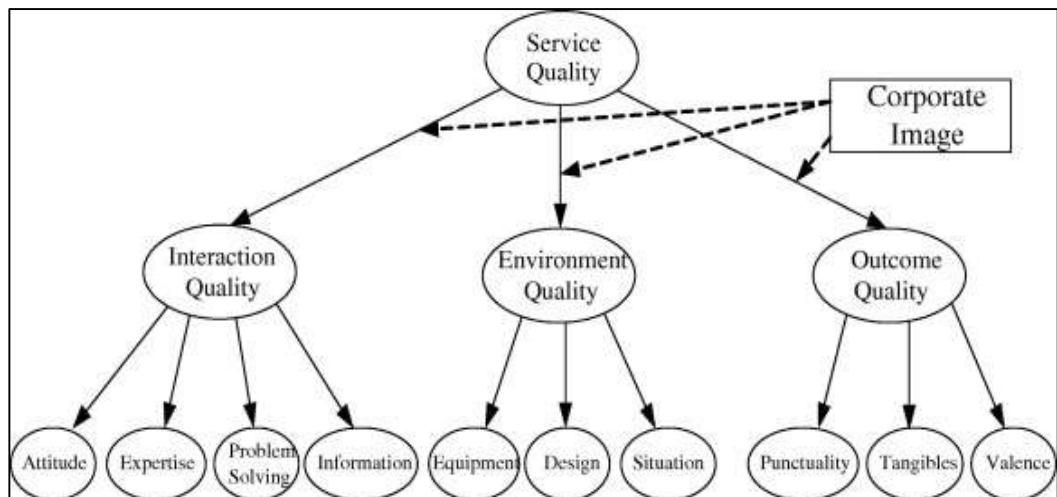 Service
Quality
Corporate
Image
Interaction
Quality
Environment
Quality
Outcome
Quality
Attitude
Expertise
Problem
Solving
Information
Equipment
Design
Situation
Punctuality
Tangibles
Valence